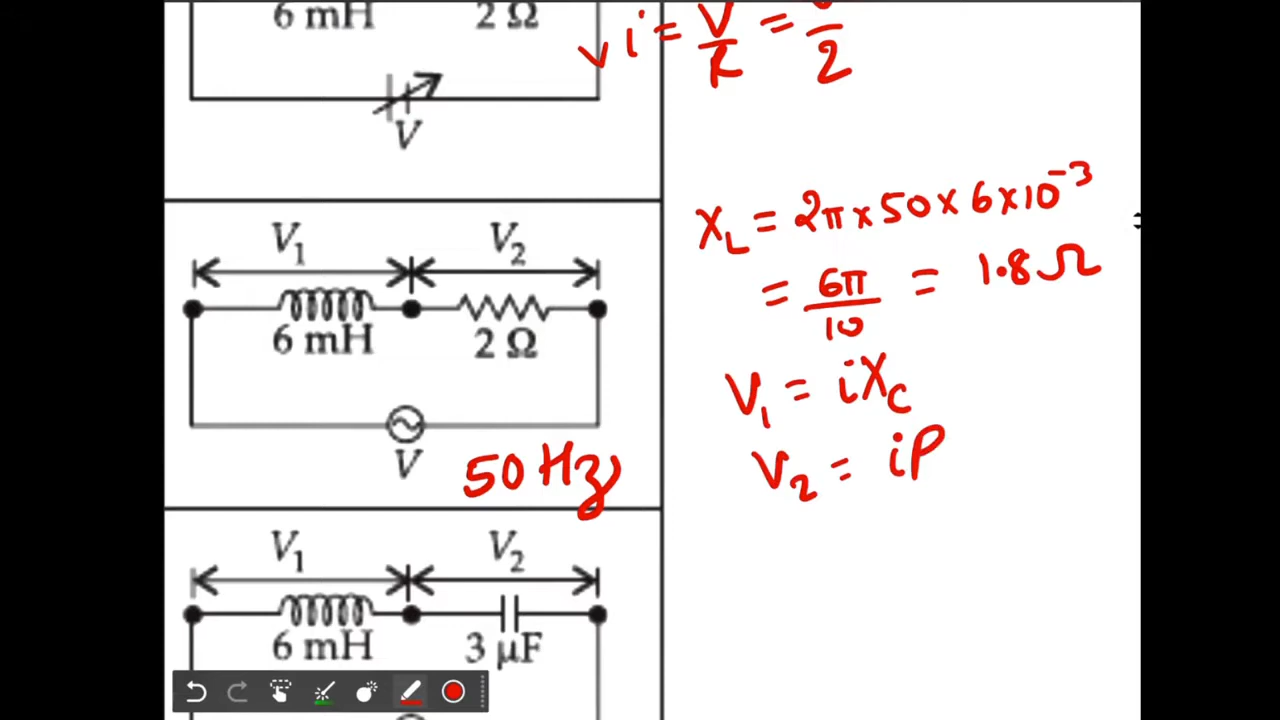 6 mH 2 Ω
V
i = V/R = /2
V₁ V₂
6 mH 2 Ω
V
50 Hz
X_L = 2π × 50 × 6 × 10⁻³
= 6π/10 = 1.8 Ω
V₁ = iX_C
V₂ = iP
V₁ V₂
6 mH 3 μF